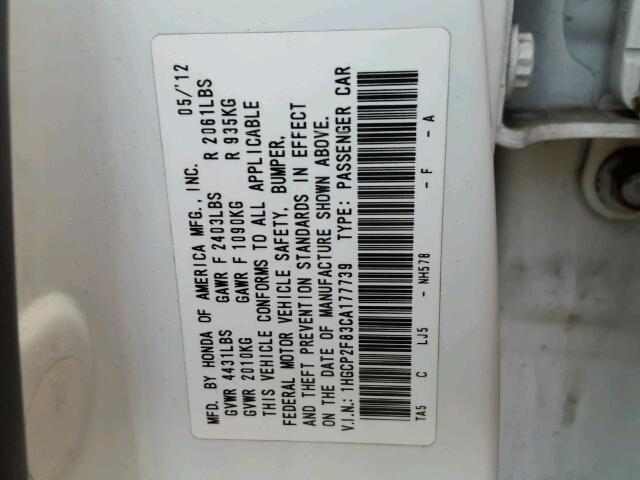 MFD. BY HONDA OF AMERICA MFG., INC. 05/'12
GVWR 4431LBS GAWR F 2403LBS R 2061LBS
GVWR 2010KG GAWR F 1090KG R 935KG
THIS VEHICLE CONFORMS TO ALL APPLICABLE
FEDERAL MOTOR VEHICLE SAFETY, BUMPER,
AND THEFT PREVENTION STANDARDS IN EFFECT
ON THE DATE OF MANUFACTURE SHOWN ABOVE.
V.I.N.: 1HGCP2F83CA177739 TYPE: PASSENGER CAR
TA5 C LJ5 - NH578 - F - A